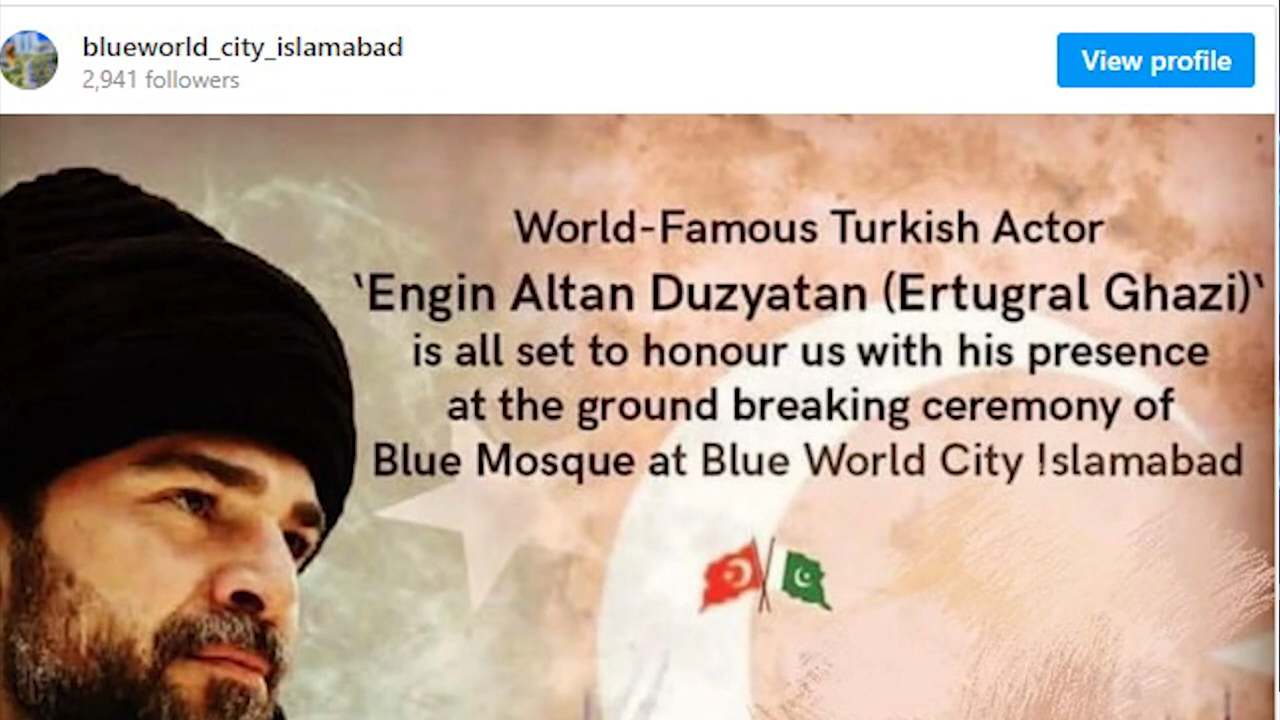 blueworld_city_islamabad
2,941 followers
View profile
World-Famous Turkish Actor
‘Engin Altan Duzyatan (Ertugral Ghazi)‘
is all set to honour us with his presence
at the ground breaking ceremony of
Blue Mosque at Blue World City !slamabad